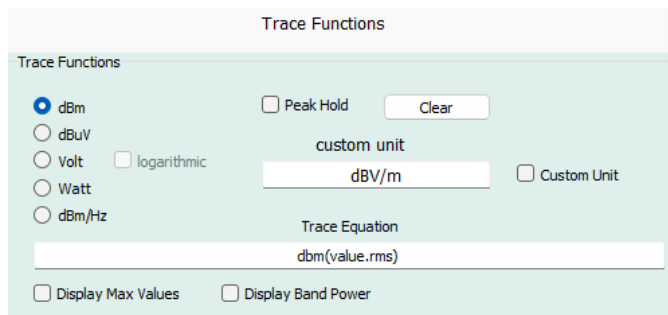 Trace Functions
Trace Functions
dBm
Peak Hold
Clear
dBuV
custom unit
Volt
logarithmic
dBV/m
Custom Unit
Watt
dBm/Hz
Trace Equation
dbm(value.rms)
Display Max Values
Display Band Power